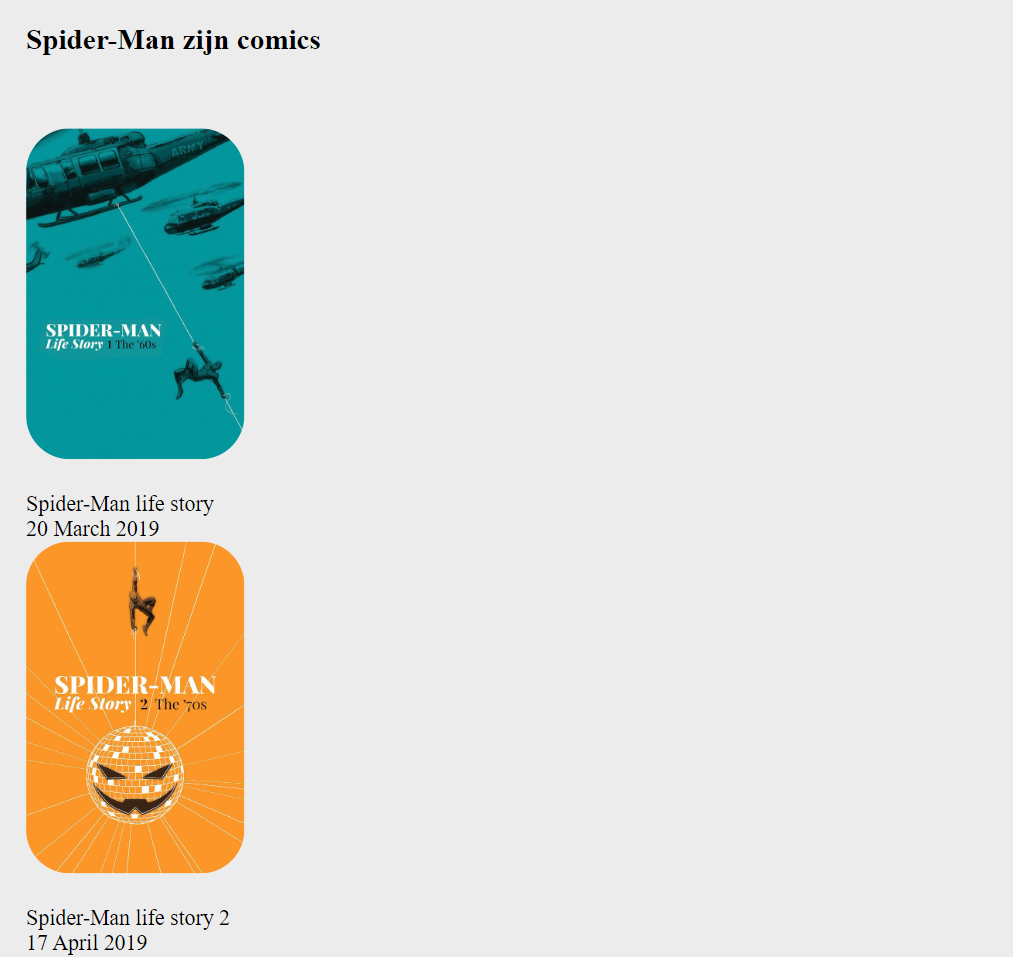 Spider-Man zijn comics
ARMY
SPIDER-MAN
Life Story 1 The '60s
Spider-Man life story
20 March 2019
SPIDER-MAN
Life Story 2 The '70s
Spider-Man life story 2
17 April 2019